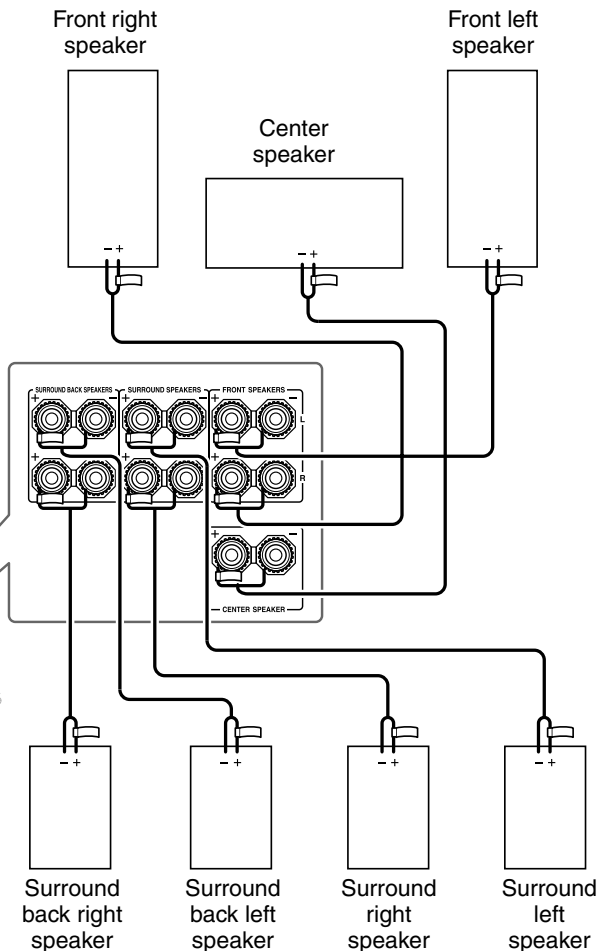 Front right
speaker
Front left
speaker
Center
speaker
- +
- +
- +
SURROUND BACK SPEAKERS
SURROUND SPEAKERS
FRONT SPEAKERS
+ -
+ -
+ -
L
+
+
+
R
+ -
CENTER SPEAKER
- +
- +
- +
- +
Surround
back right
speaker
Surround
back left
speaker
Surround
right
speaker
Surround
left
speaker